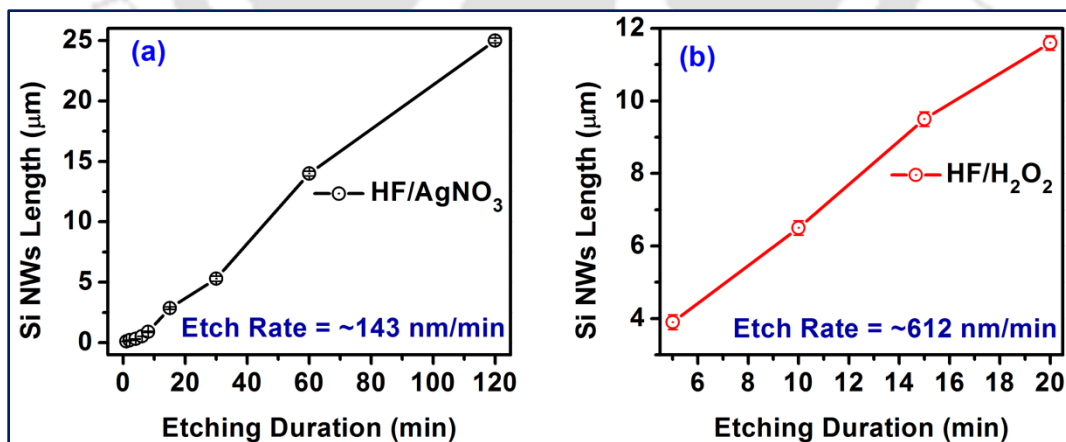 (a)
25
20
15
10
5
0
Si NWs Length (μm)
HF/AgNO₃
Etch Rate = ~143 nm/min
0 20 40 60 80 100 120
Etching Duration (min)
(b)
12
10
8
6
4
Si NWs Length (μm)
HF/H₂O₂
Etch Rate = ~612 nm/min
6 8 10 12 14 16 18 20
Etching Duration (min)